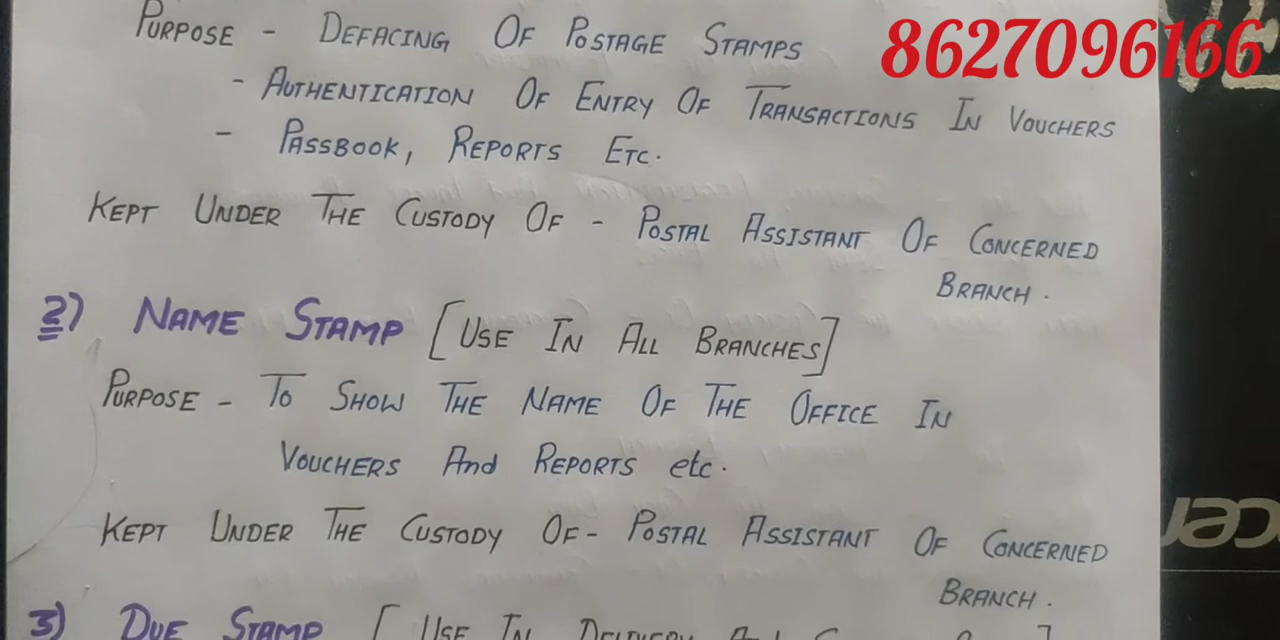 PURPOSE - DEFACING OF POSTAGE STAMPS
8627096166
- AUTHENTICATION OF ENTRY OF TRANSACTIONS IN VOUCHERS
- PASSBOOK, REPORTS ETC.
KEPT UNDER THE CUSTODY OF - POSTAL ASSISTANT OF CONCERNED
BRANCH.
2) NAME STAMP [USE IN ALL BRANCHES]
PURPOSE - TO SHOW THE NAME OF THE OFFICE IN
VOUCHERS And REPORTS etc.
KEPT UNDER THE CUSTODY OF - POSTAL ASSISTANT OF CONCERNED
BRANCH.
3) DUE STAMP [USE IN DELIVERY